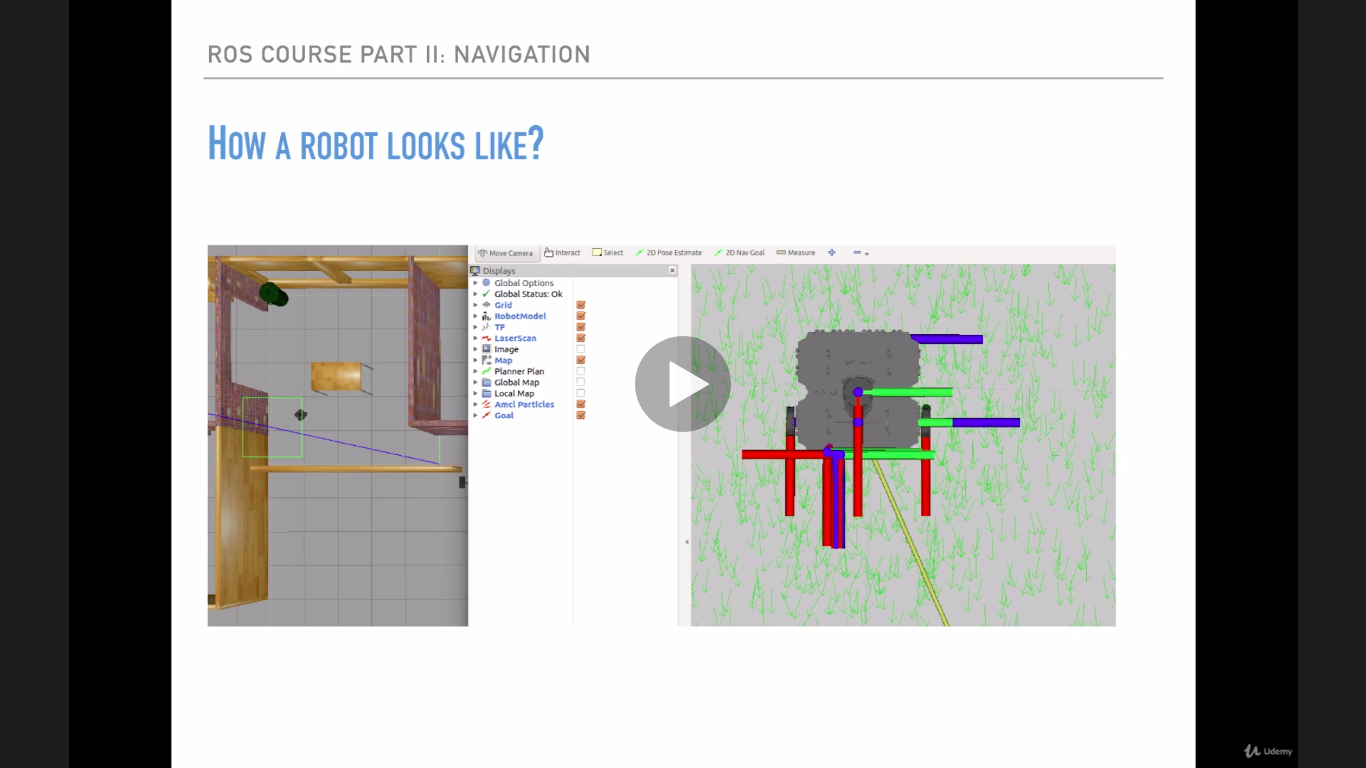 ROS COURSE PART II: NAVIGATION
HOW A ROBOT LOOKS LIKE?
Move Camera Interact Select 2D Pose Estimate 2D Nav Goal Measure
Displays
Global Options
Global Status: Ok
Grid
RobotModel
TF
LaserScan
Image
Map
Planner Plan
Global Map
Local Map
Amcl Particles
Goal
Udemy